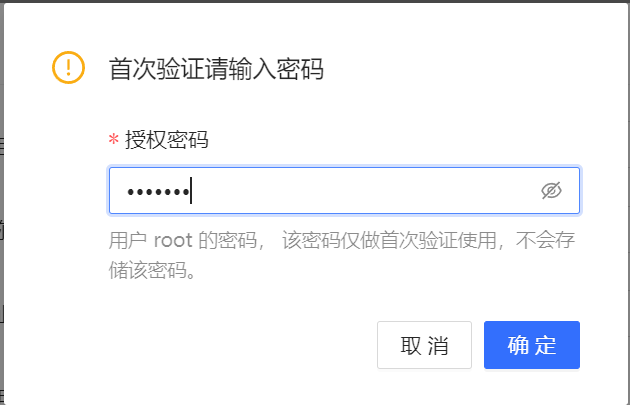 首次验证请输入密码
* 授权密码
•••••••
用户 root 的密码， 该密码仅做首次验证使用，不会存
储该密码。
取 消 确 定